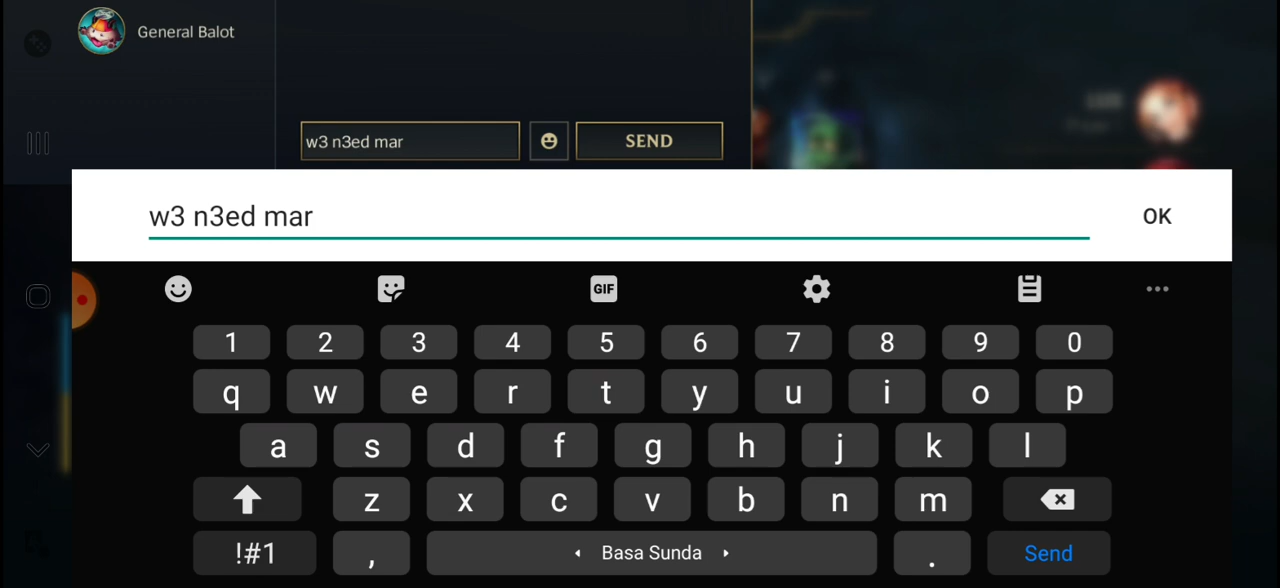 General Balot
w3 n3ed mar
SEND
w3 n3ed mar
OK
GIF
1 2 3 4 5 6 7 8 9 0
q w e r t y u i o p
a s d f g h j k l
z x c v b n m
!#1 , Basa Sunda . Send